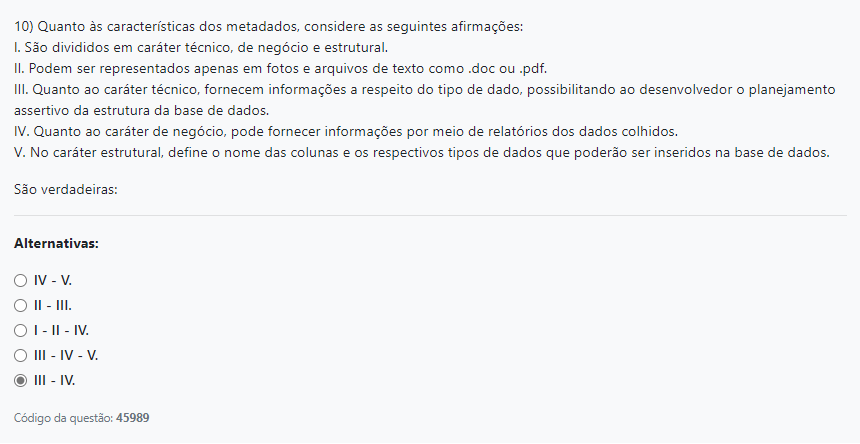 10) Quanto às características dos metadados, considere as seguintes afirmações:
I. São divididos em caráter técnico, de negócio e estrutural.
II. Podem ser representados apenas em fotos e arquivos de texto como .doc ou .pdf.
III. Quanto ao caráter técnico, fornecem informações a respeito do tipo de dado, possibilitando ao desenvolvedor o planejamento
assertivo da estrutura da base de dados.
IV. Quanto ao caráter de negócio, pode fornecer informações por meio de relatórios dos dados colhidos.
V. No caráter estrutural, define o nome das colunas e os respectivos tipos de dados que poderão ser inseridos na base de dados.
São verdadeiras:
Alternativas:
IV - V.
II - III.
I - II - IV.
III - IV - V.
III - IV.
Código da questão: 45989